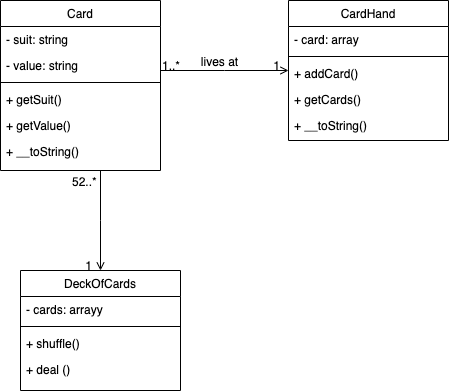 Card
- suit: string
- value: string
+ getSuit()
+ getValue()
+ __toString()
1..*
lives at
1
CardHand
- card: array
+ addCard()
+ getCards()
+ __toString()
52..*
1
DeckOfCards
- cards: arrayy
+ shuffle()
+ deal ()